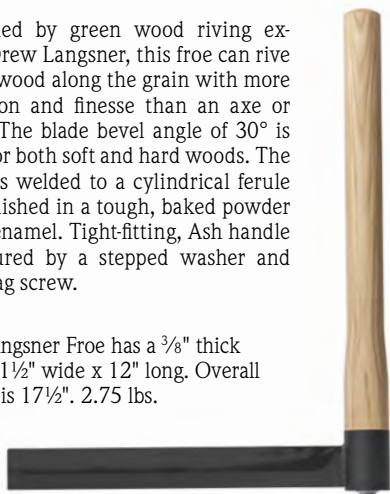 ed by green wood riving ex-
rew Langsner, this froe can rive
wood along the grain with more
on and finesse than an axe or
The blade bevel angle of 30° is
or both soft and hard woods. The
s welded to a cylindrical ferule
ished in a tough, baked powder
enamel. Tight-fitting, Ash handle
ured by a stepped washer and
ag screw.
ngsner Froe has a ⅜" thick
1½" wide x 12" long. Overall
is 17½". 2.75 lbs.